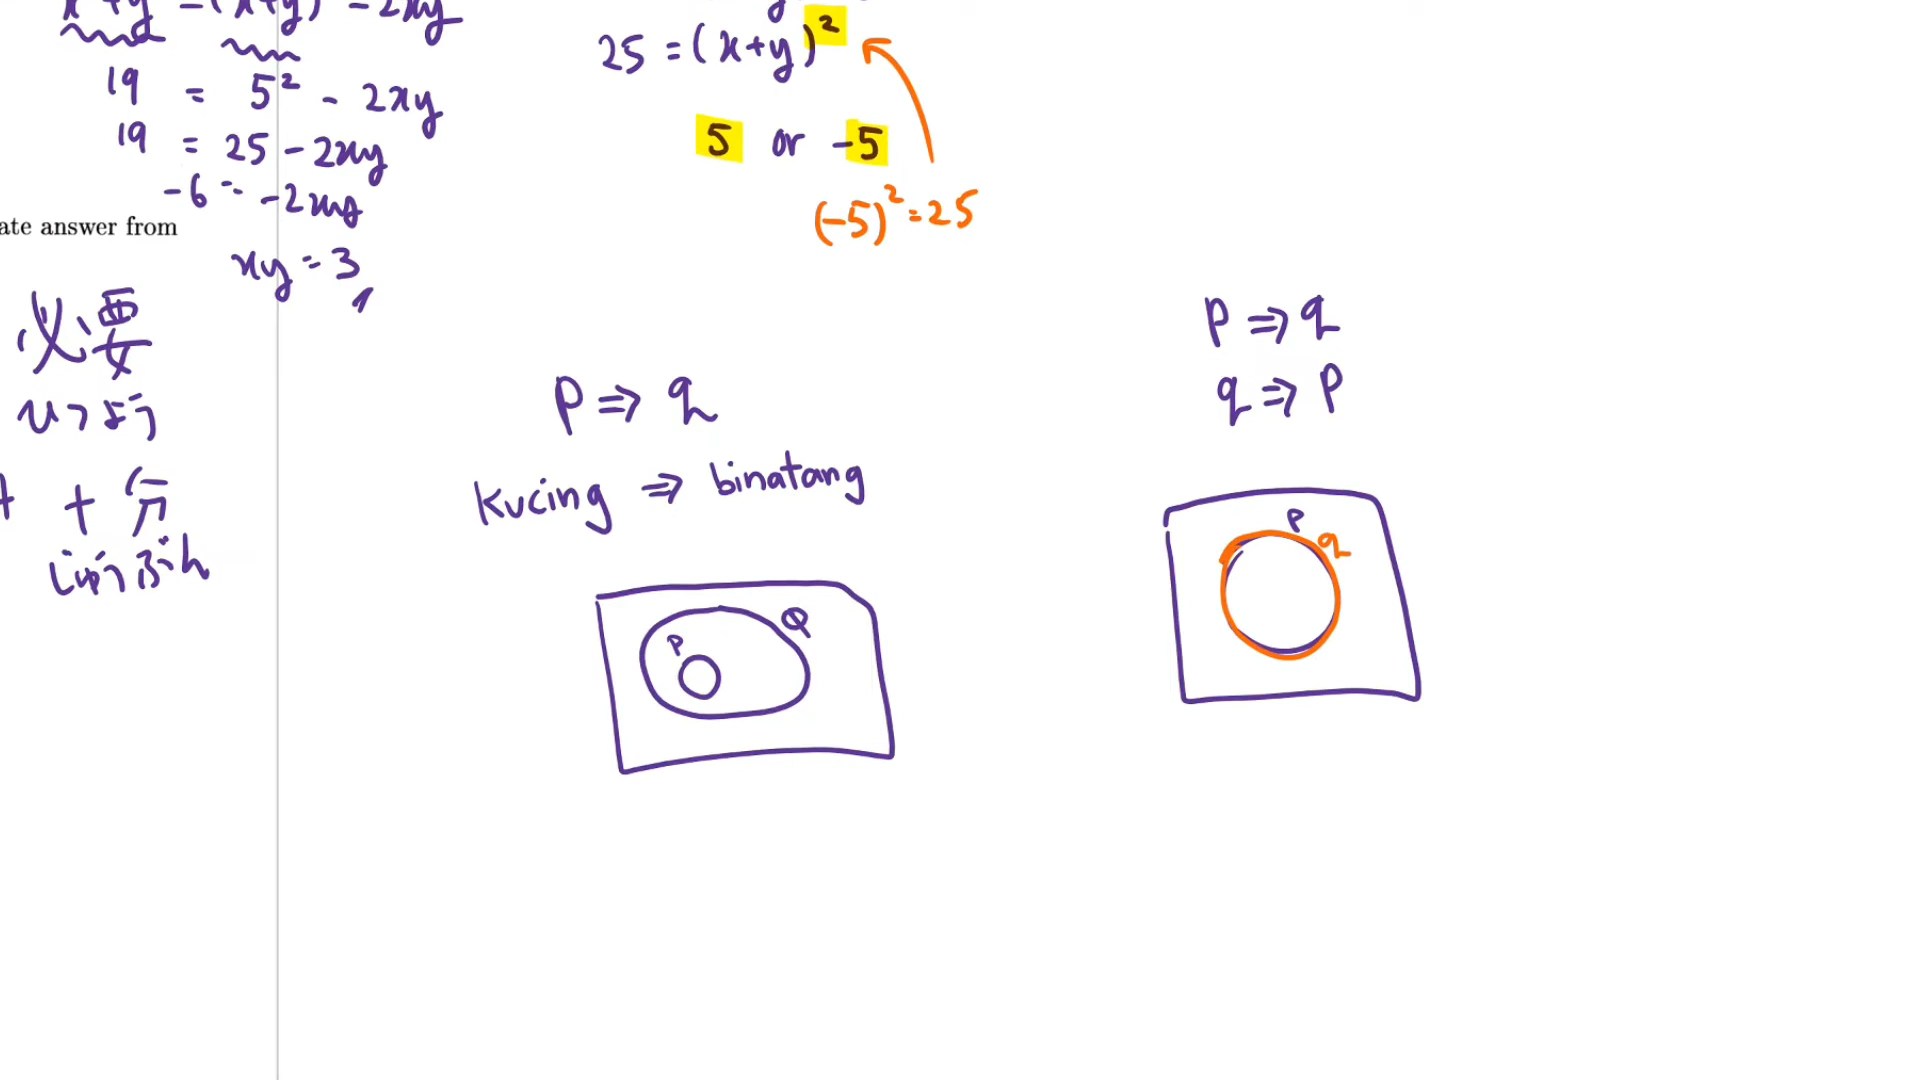 19 = 5² - 2xy
19 = 25 - 2xy
-6 = -2xy
xy = 3
ate answer from
必要
ひつよう
十分
じゅうぶん
25 = (x+y)²
5 or -5
(-5)² = 25
P ⇒ q
kucing ⇒ binatang
P
Q
P ⇒ q
q ⇒ P
P
q